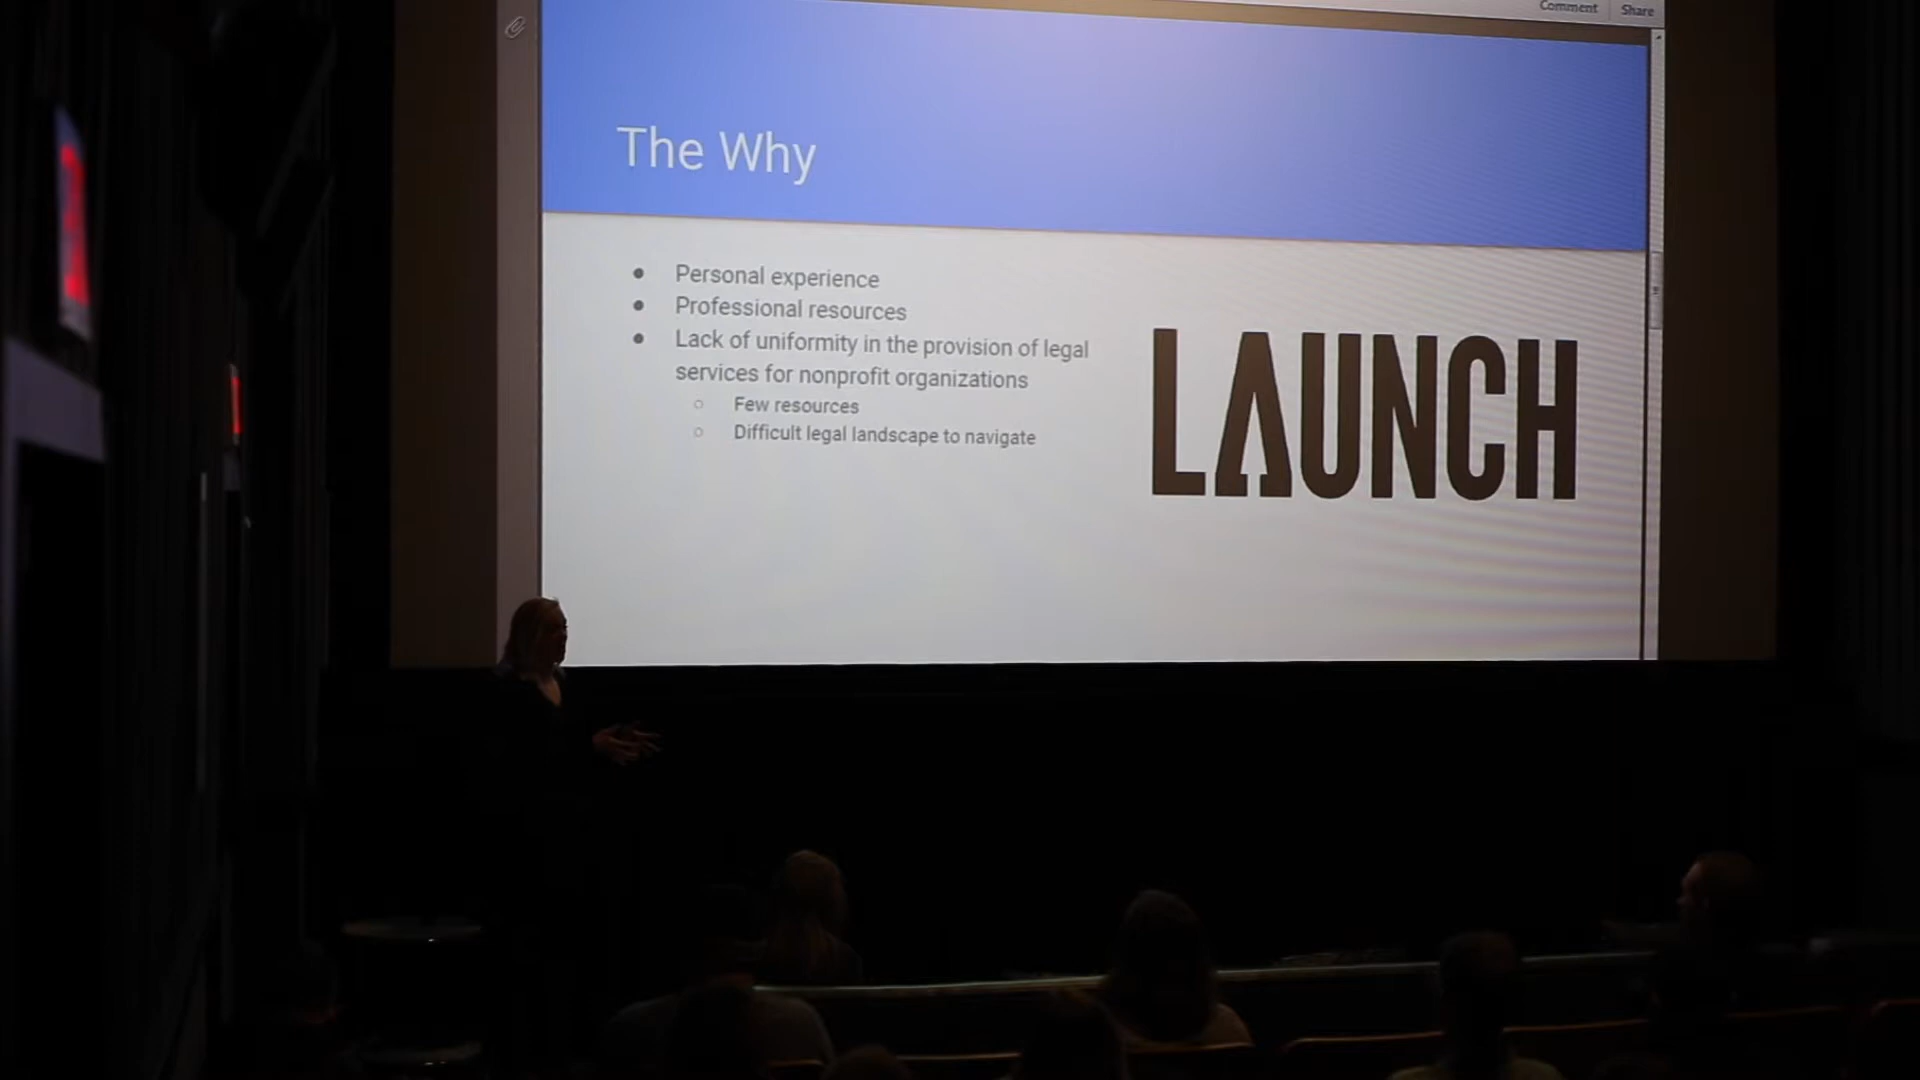 Comment Share
The Why
Personal experience
Professional resources
Lack of uniformity in the provision of legal
services for nonprofit organizations
Few resources
Difficult legal landscape to navigate
LAUNCH